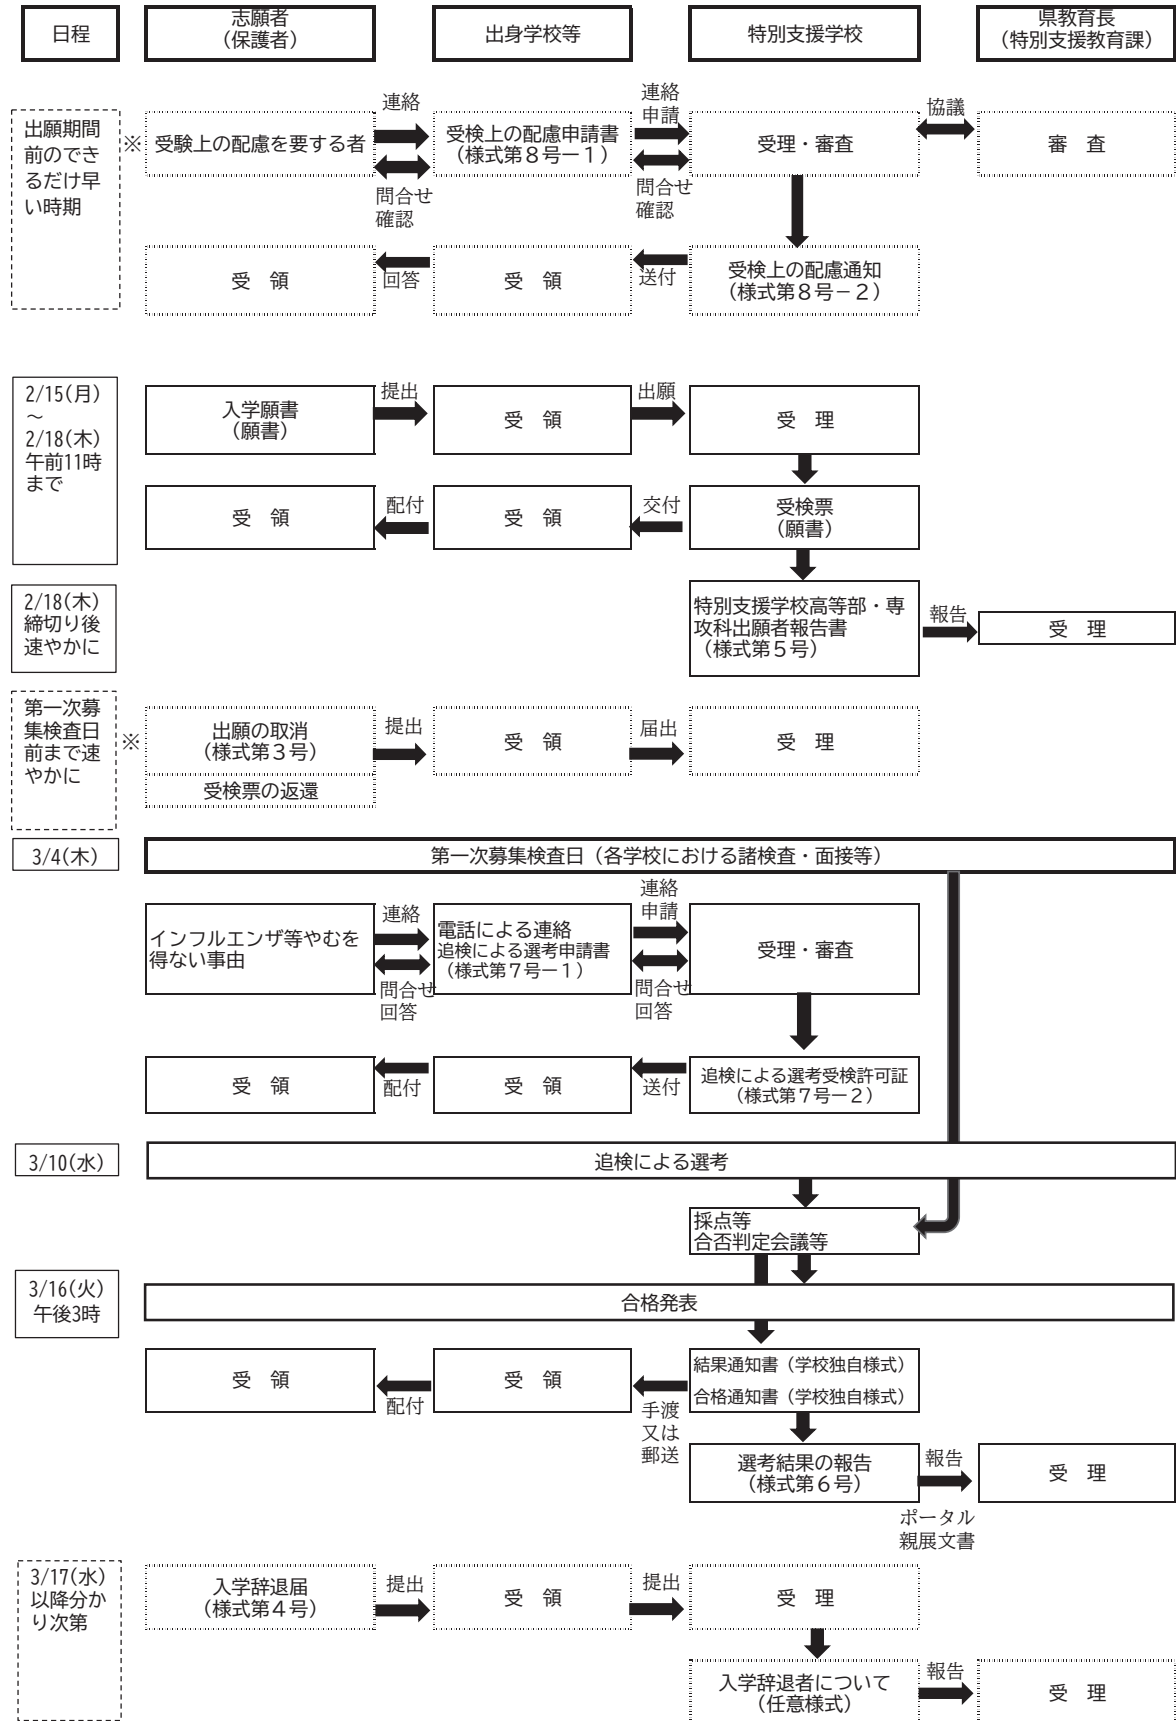 日程
志願者
（保護者）
出身学校等
特別支援学校
県教育長
（特別支援教育課）
出願期間
前のでき
るだけ早
い時期
※
受験上の配慮を要する者
連絡
問合せ
確認
受検上の配慮申請書
（様式第８号－１）
連絡
申請
問合せ
確認
受理・審査
協議
審　査
受　領
回答
受　領
送付
受検上の配慮通知
（様式第８号－２）
2/15(月)
～
2/18(木)
午前11時
まで
入学願書
（願書）
提出
受　領
出願
受　理
受　領
配付
受　領
交付
受検票
（願書）
2/18(木)
締切り後
速やかに
特別支援学校高等部・専
攻科出願者報告書
（様式第５号）
報告
受　理
第一次募
集検査日
前まで速
やかに
※
出願の取消
（様式第３号）
受検票の返還
提出
受　領
届出
受　理
3/4(木)
第一次募集検査日（各学校における諸検査・面接等）
インフルエンザ等やむを
得ない事由
連絡
問合せ
回答
電話による連絡
追検による選考申請書
（様式第７号－１）
連絡
申請
問合せ
回答
受理・審査
受　領
配付
受　領
送付
追検による選考受検許可証
（様式第７号－２）
3/10(水)
追検による選考
採点等
合否判定会議等
3/16(火)
午後3時
合格発表
受　領
配付
受　領
手渡
又は
郵送
結果通知書（学校独自様式）
合格通知書（学校独自様式）
選考結果の報告
（様式第６号）
報告
ポータル
親展文書
受　理
3/17(水)
以降分か
り次第
入学辞退届
（様式第４号）
提出
受　領
提出
受　理
入学辞退者について
（任意様式）
報告
受　理